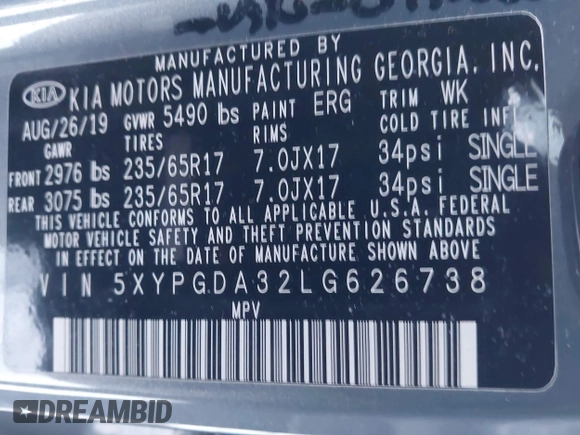 MANUFACTURED BY
KIA KIA MOTORS MANUFACTURING GEORGIA, INC.
AUG/26/19 GVWR 5490 lbs PAINT ERG TRIM WK
GAWR TIRES RIMS COLD TIRE INFL
FRONT 2976 lbs 235/65R17 7.0JX17 34psi SINGLE
REAR 3075 lbs 235/65R17 7.0JX17 34psi SINGLE
THIS VEHICLE CONFORMS TO ALL APPLICABLE U.S.A. FEDERAL
MOTOR VEHICLE SAFETY AND THEFT PREVENTION STANDARDS
IN EFFECT ON THE DATE OF MANUFACTURE SHOWN ABOVE.
VIN 5XYPGDA32LG626738
MPV
DREAMBID